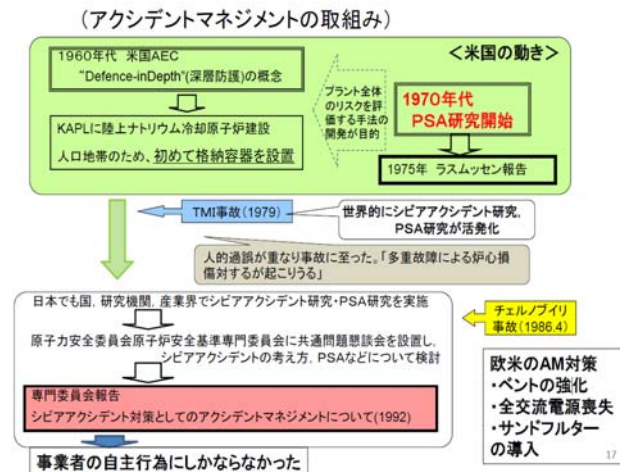 (アクシデントマネジメントの取組み)
1960年代 米国AEC
“Defence-inDepth”(深層防護)の概念
<米国の動き>
プラント全体
のリスクを評
価する手法の
開発が目的
1970年代
PSA研究開始
KAPLに陸上ナトリウム冷却原子炉建設
人口地帯のため、初めて格納容器を設置
1975年 ラスムッセン報告
TMI事故(1979)
世界的にシビアアクシデント研究,
PSA研究が活発化
人的過誤が重なり事故に至った。「多重故障による炉心損
傷対するが起こりうる」
日本でも国, 研究機関, 産業界でシビアアクシデント研究・PSA研究を実施
チェルノブイリ
事故(1986.4)
原子力安全委員会原子炉安全基準専門委員会に共通問題懇談会を設置し,
シビアアクシデントの考え方, PSAなどについて検討
専門委員会報告
シビアアクシデント対策としてのアクシデントマネジメントについて(1992)
欧米のAM対策
・ベントの強化
・全交流電源喪失
・サンドフルター
の導入
事業者の自主行為にしかならなかった
17